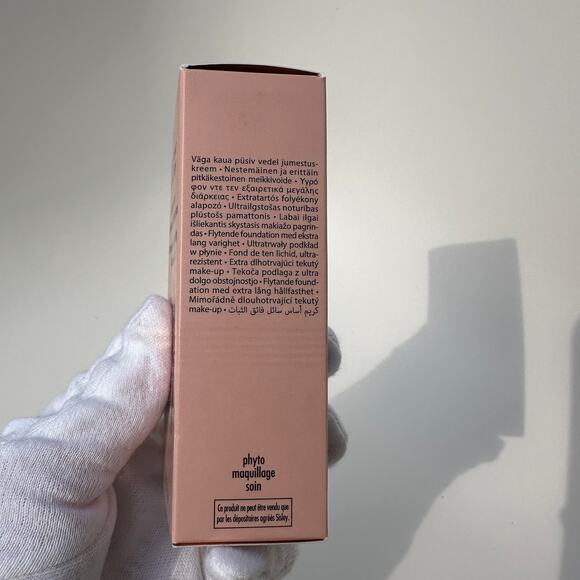 Väga kaua püsiv vedel jumestus-
kreem • Nestemäinen ja erittäin
pitkäkestoinen meikkivoide • Υγρό
φον ντε τεν εξαιρετικά μεγάλης
διάρκειας • Extratartós folyékony
alapozó • Ultrailgstošas noturības
plūstošs pamattonis • Labai ilgai
išliekantis skystasis makiažo pagrin-
das • Flytende foundation med ekstra
lang varighet • Ultratrwały podkład
w płynie • Fond de ten lichid, ultra-
rezistent • Extra dlhotrvajúci tekutý
make-up • Tekoča podlaga z ultra
dolgo obstojnostjo • Flytande found-
ation med extra lång hållfasthet •
Mimořádně dlouhotrvající tekutý
make-up • كريم أساس سائل فائق الثبات
phyto
maquillage
soin
Ce produit ne peut être vendu que
par les dépositaires agréés Sisley.